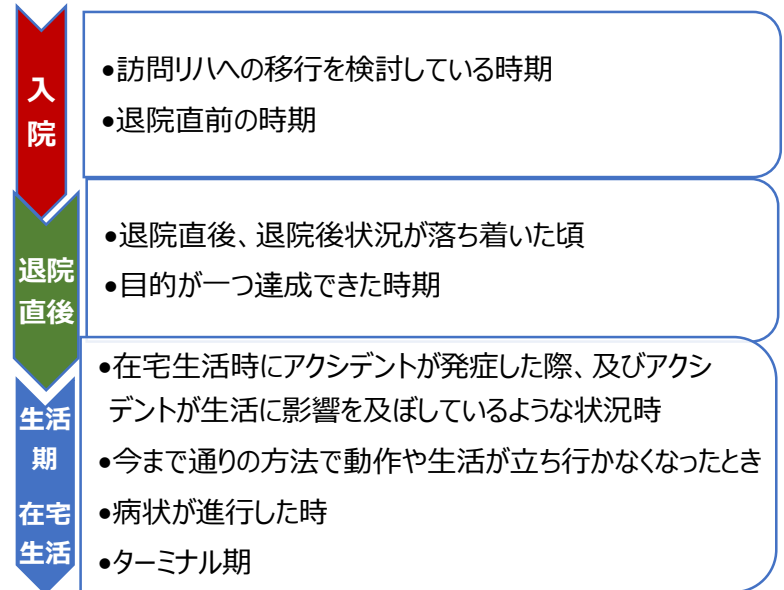 入
院
•訪問リハへの移行を検討している時期
•退院直前の時期
退院
直後
•退院直後、退院後状況が落ち着いた頃
•目的が一つ達成できた時期
生活
期
在宅
生活
•在宅生活時にアクシデントが発症した際、及びアクシ
デントが生活に影響を及ぼしているような状況時
•今まで通りの方法で動作や生活が立ち行かなくなったとき
•病状が進行した時
•ターミナル期